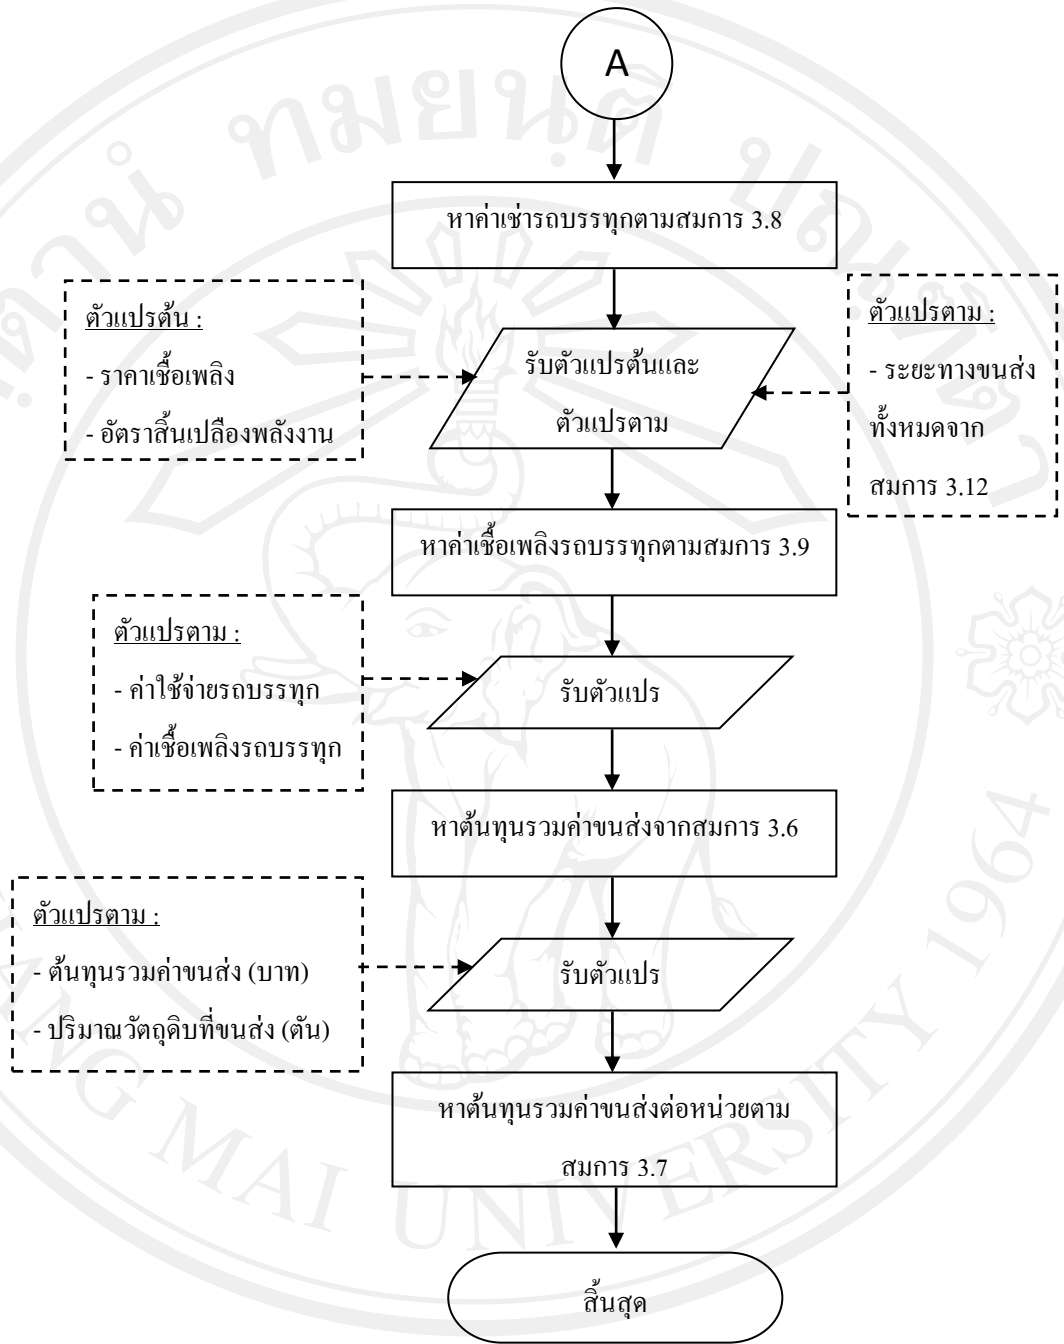 A
หาค่าเช่ารถบรรทุกตามสมการ 3.8
ตัวแปรต้น :
- ราคาเชื้อเพลิง
- อัตราสิ้นเปลืองพลังงาน
รับตัวแปรต้นและ
ตัวแปรตาม
ตัวแปรตาม :
- ระยะทางขนส่ง
ทั้งหมดจาก
สมการ 3.12
หาค่าเชื้อเพลิงรถบรรทุกตามสมการ 3.9
ตัวแปรตาม :
- ค่าใช้จ่ายรถบรรทุก
- ค่าเชื้อเพลิงรถบรรทุก
รับตัวแปร
หาต้นทุนรวมค่าขนส่งจากสมการ 3.6
ตัวแปรตาม :
- ต้นทุนรวมค่าขนส่ง (บาท)
- ปริมาณวัตถุดิบที่ขนส่ง (ตัน)
รับตัวแปร
หาต้นทุนรวมค่าขนส่งต่อหน่วยตาม
สมการ 3.7
สิ้นสุด
NG MAI UNIVERSITY 1964